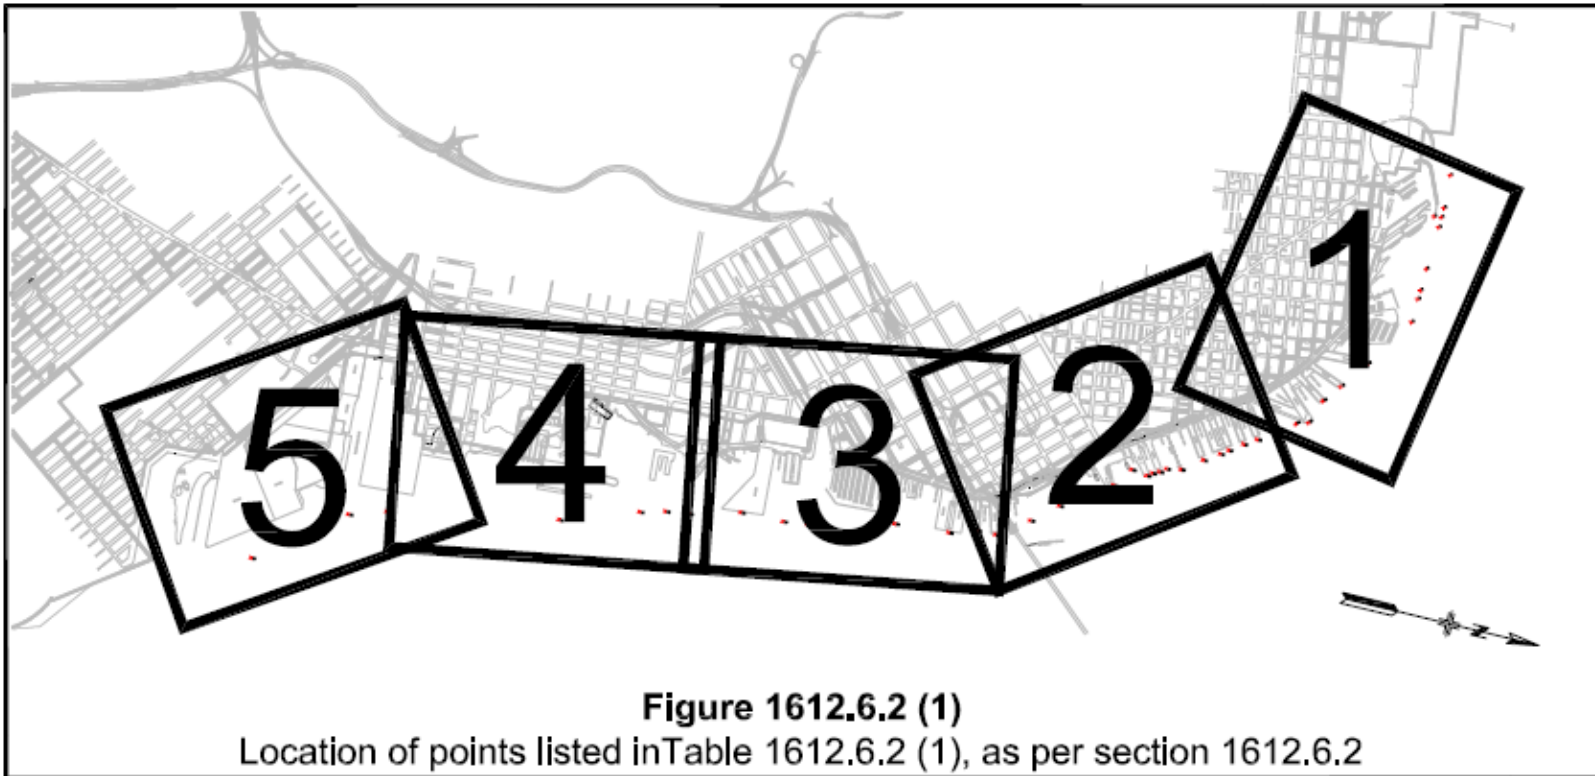 1
2
3
4
5
N
Figure 1612.6.2 (1)
Location of points listed inTable 1612.6.2 (1), as per section 1612.6.2